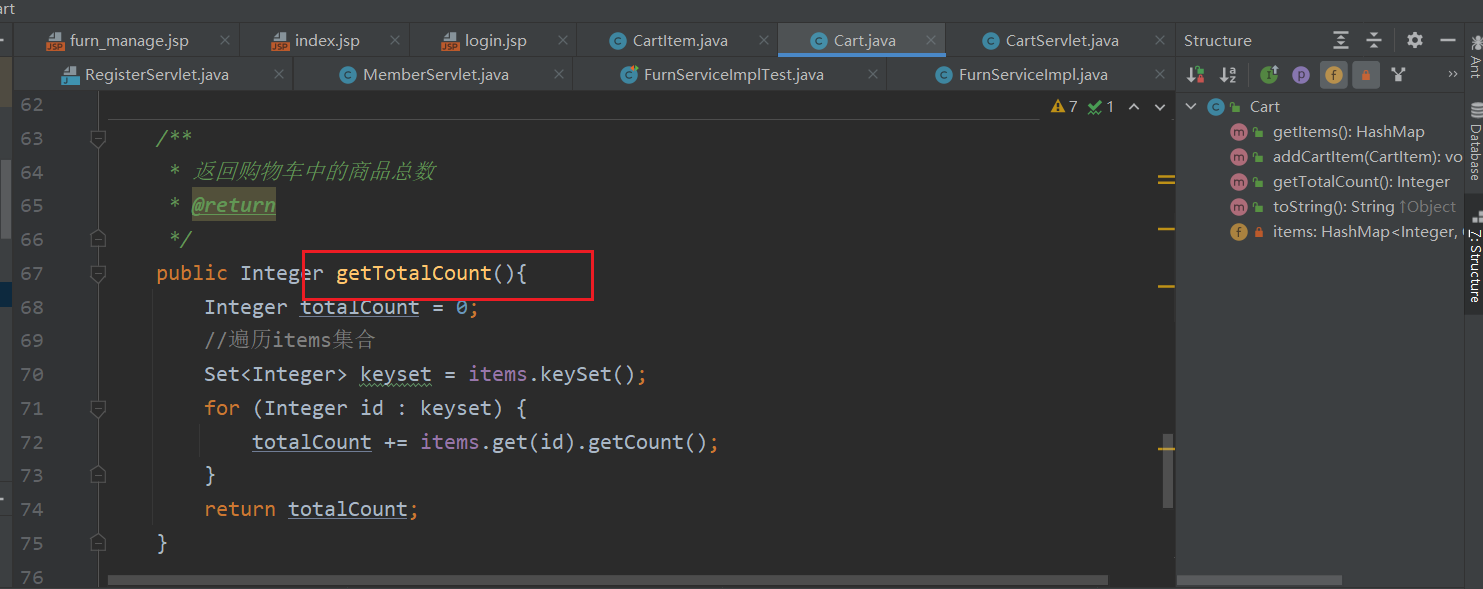 art
furn_manage.jsp index.jsp login.jsp CartItem.java Cart.java CartServlet.java Structure
RegisterServlet.java MemberServlet.java FurnServiceImplTest.java FurnServiceImpl.java
7 1
62
63 /**
64 * 返回购物车中的商品总数
65 * @return
66 */
67 public Integer getTotalCount(){
68 Integer totalCount = 0;
69 //遍历items集合
70 Set<Integer> keyset = items.keySet();
71 for (Integer id : keyset) {
72 totalCount += items.get(id).getCount();
73 }
74 return totalCount;
75 }
76
Cart
getItems(): HashMap
addCartItem(CartItem): vo
getTotalCount(): Integer
toString(): String ↑Object
items: HashMap<Integer,
Ant
Database
Z: Structure